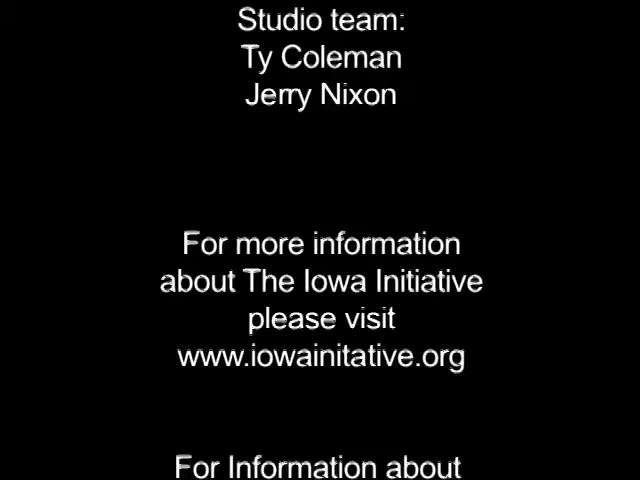 Studio team:
Ty Coleman
Jerry Nixon
For more information
about The Iowa Initiative
please visit
www.iowainitative.org
For Information about